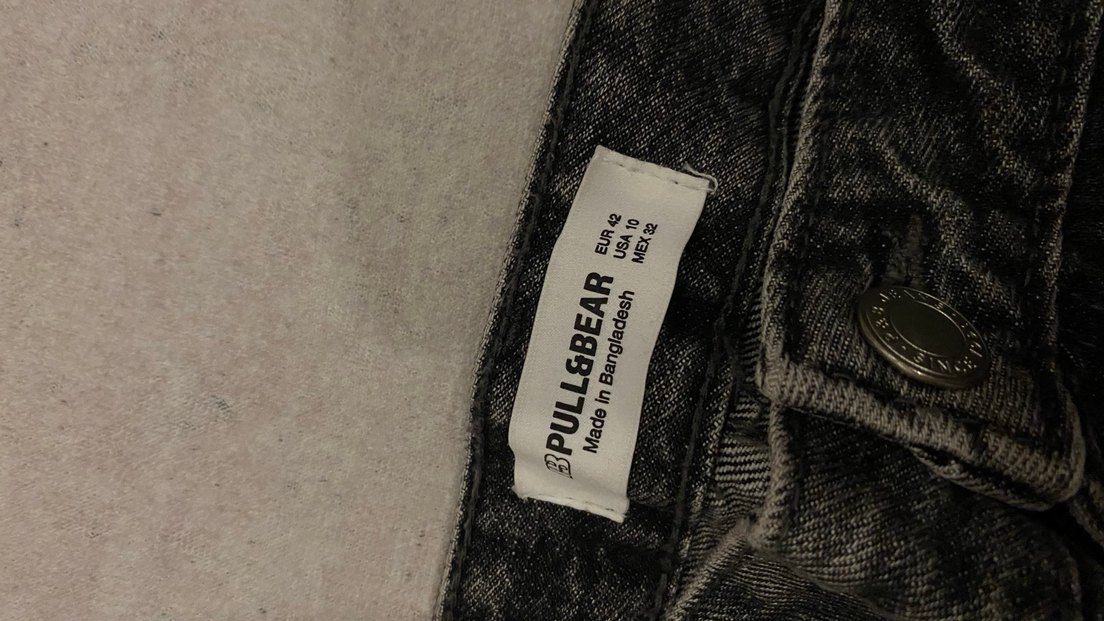 PULL&BEAR
Made in Bangladesh
EUR 42
USA 10
MEX 32